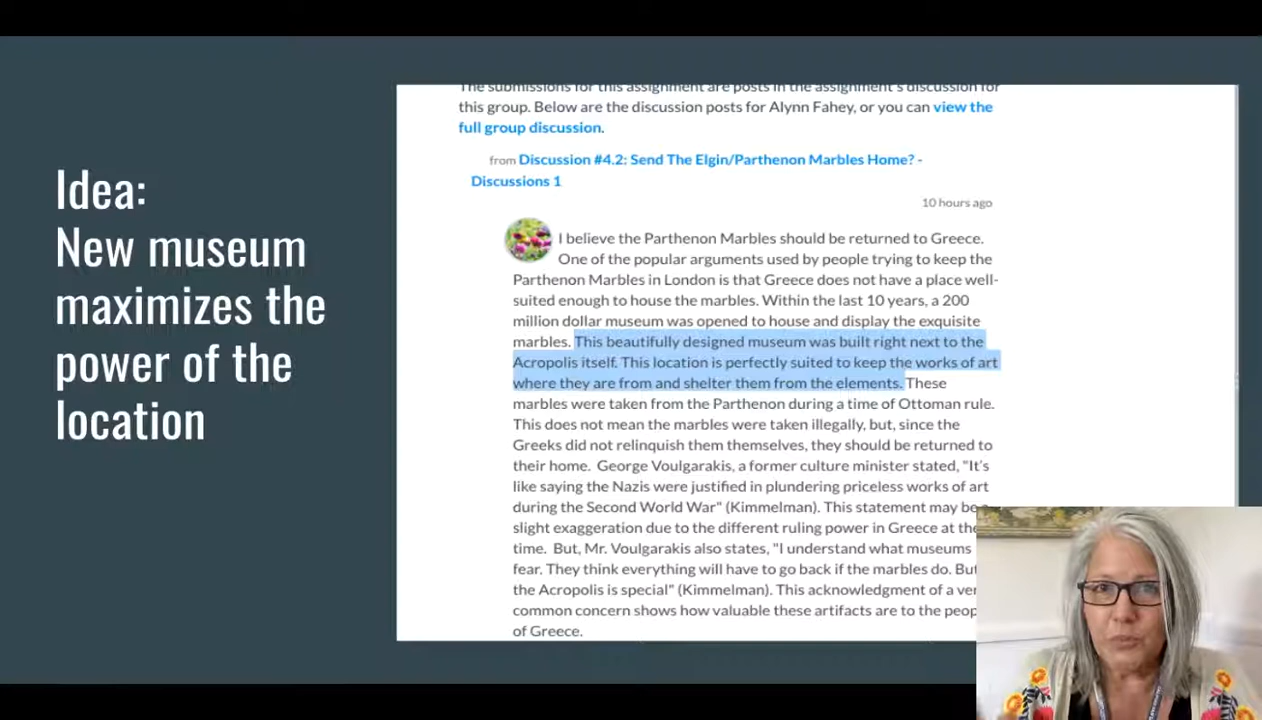 Idea:
New museum
maximizes the
power of the
location
The submissions for this assignment are posts in the assignment's discussion for
this group. Below are the discussion posts for Alynn Fahey, or you can view the
full group discussion.
from Discussion #4.2: Send The Elgin/Parthenon Marbles Home? -
Discussions 1
10 hours ago
I believe the Parthenon Marbles should be returned to Greece.
One of the popular arguments used by people trying to keep the
Parthenon Marbles in London is that Greece does not have a place well-
suited enough to house the marbles. Within the last 10 years, a 200
million dollar museum was opened to house and display the exquisite
marbles. This beautifully designed museum was built right next to the
Acropolis itself. This location is perfectly suited to keep the works of art
where they are from and shelter them from the elements. These
marbles were taken from the Parthenon during a time of Ottoman rule.
This does not mean the marbles were taken illegally, but, since the
Greeks did not relinquish them themselves, they should be returned to
their home. George Voulgarakis, a former culture minister stated, "It's
like saying the Nazis were justified in plundering priceless works of art
during the Second World War" (Kimmelman). This statement may be
slight exaggeration due to the different ruling power in Greece at the
time. But, Mr. Voulgarakis also states, "I understand what museums
fear. They think everything will have to go back if the marbles do. But
the Acropolis is special" (Kimmelman). This acknowledgment of a
common concern shows how valuable these artifacts are to the
of Greece.